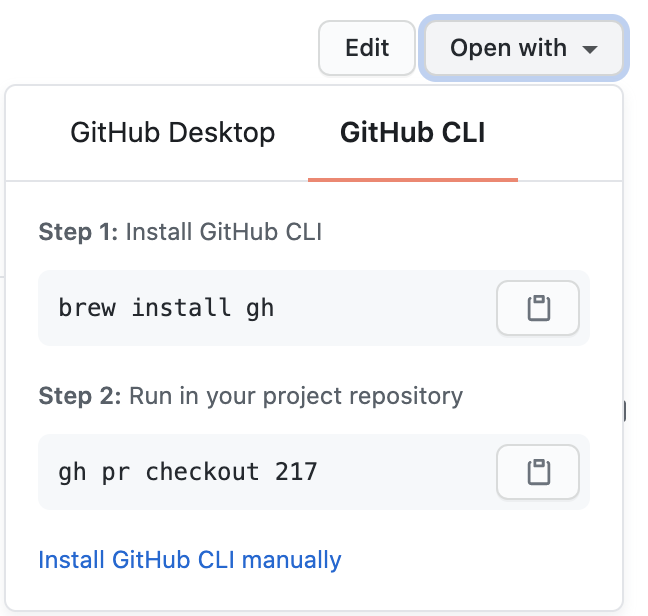 Edit
Open with
GitHub Desktop
GitHub CLI
Step 1: Install GitHub CLI
brew install gh
Step 2: Run in your project repository
gh pr checkout 217
Install GitHub CLI manually